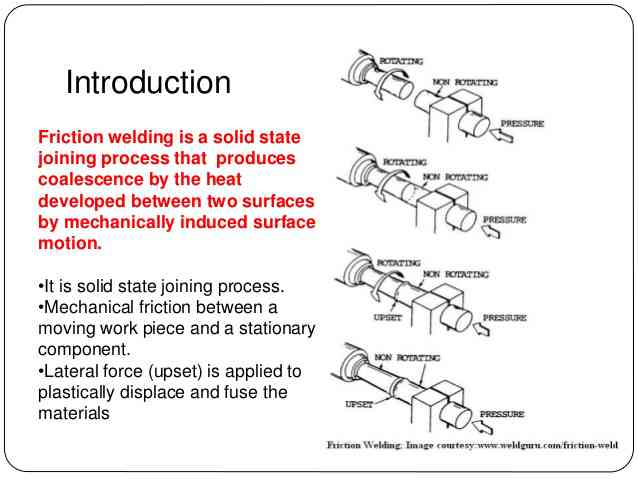 Introduction
Friction welding is a solid state
joining process that  produces
coalescence by the heat
developed between two surfaces
by mechanically induced surface
motion.
•It is solid state joining process.
•Mechanical friction between a
moving work piece and a stationary
component.
•Lateral force (upset) is applied to
plastically displace and fuse the
materials
ROTATING
NON ROTATING
PRESSURE
ROTATING
NON ROTATING
PRESSURE
ROTATING
NON ROTATING
UPSET
PRESSURE
NON ROTATING
UPSET
PRESSURE
Friction Welding; Image courtesy:www.weldguru.com/friction-weld